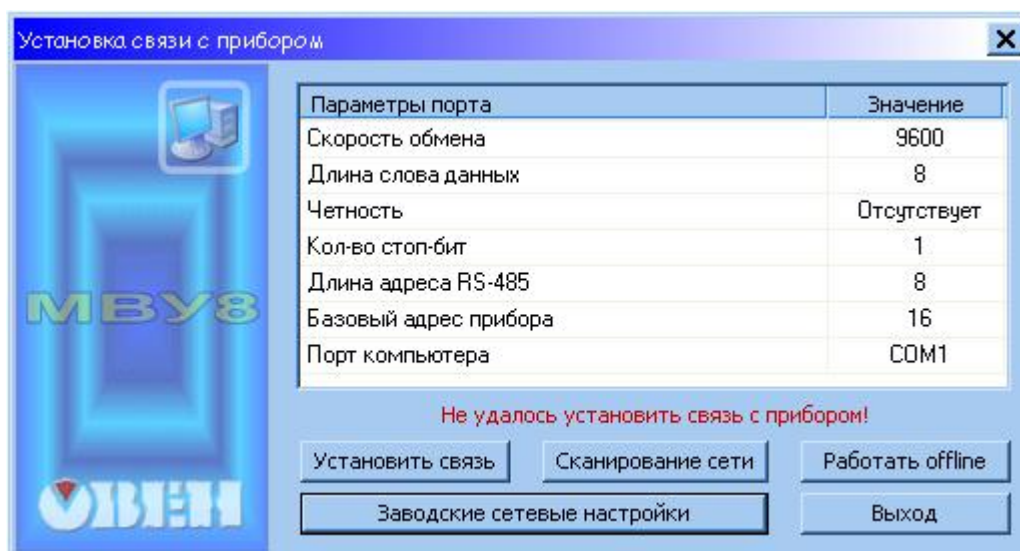 Установка связи с прибором
МВУ8
ОВЕН
Параметры порта Значение
Скорость обмена 9600
Длина слова данных 8
Четность Отсутствует
Кол-во стоп-бит 1
Длина адреса RS-485 8
Базовый адрес прибора 16
Порт компьютера COM1
Не удалось установить связь с прибором!
Установить связь Сканирование сети Работать offline
Заводские сетевые настройки Выход